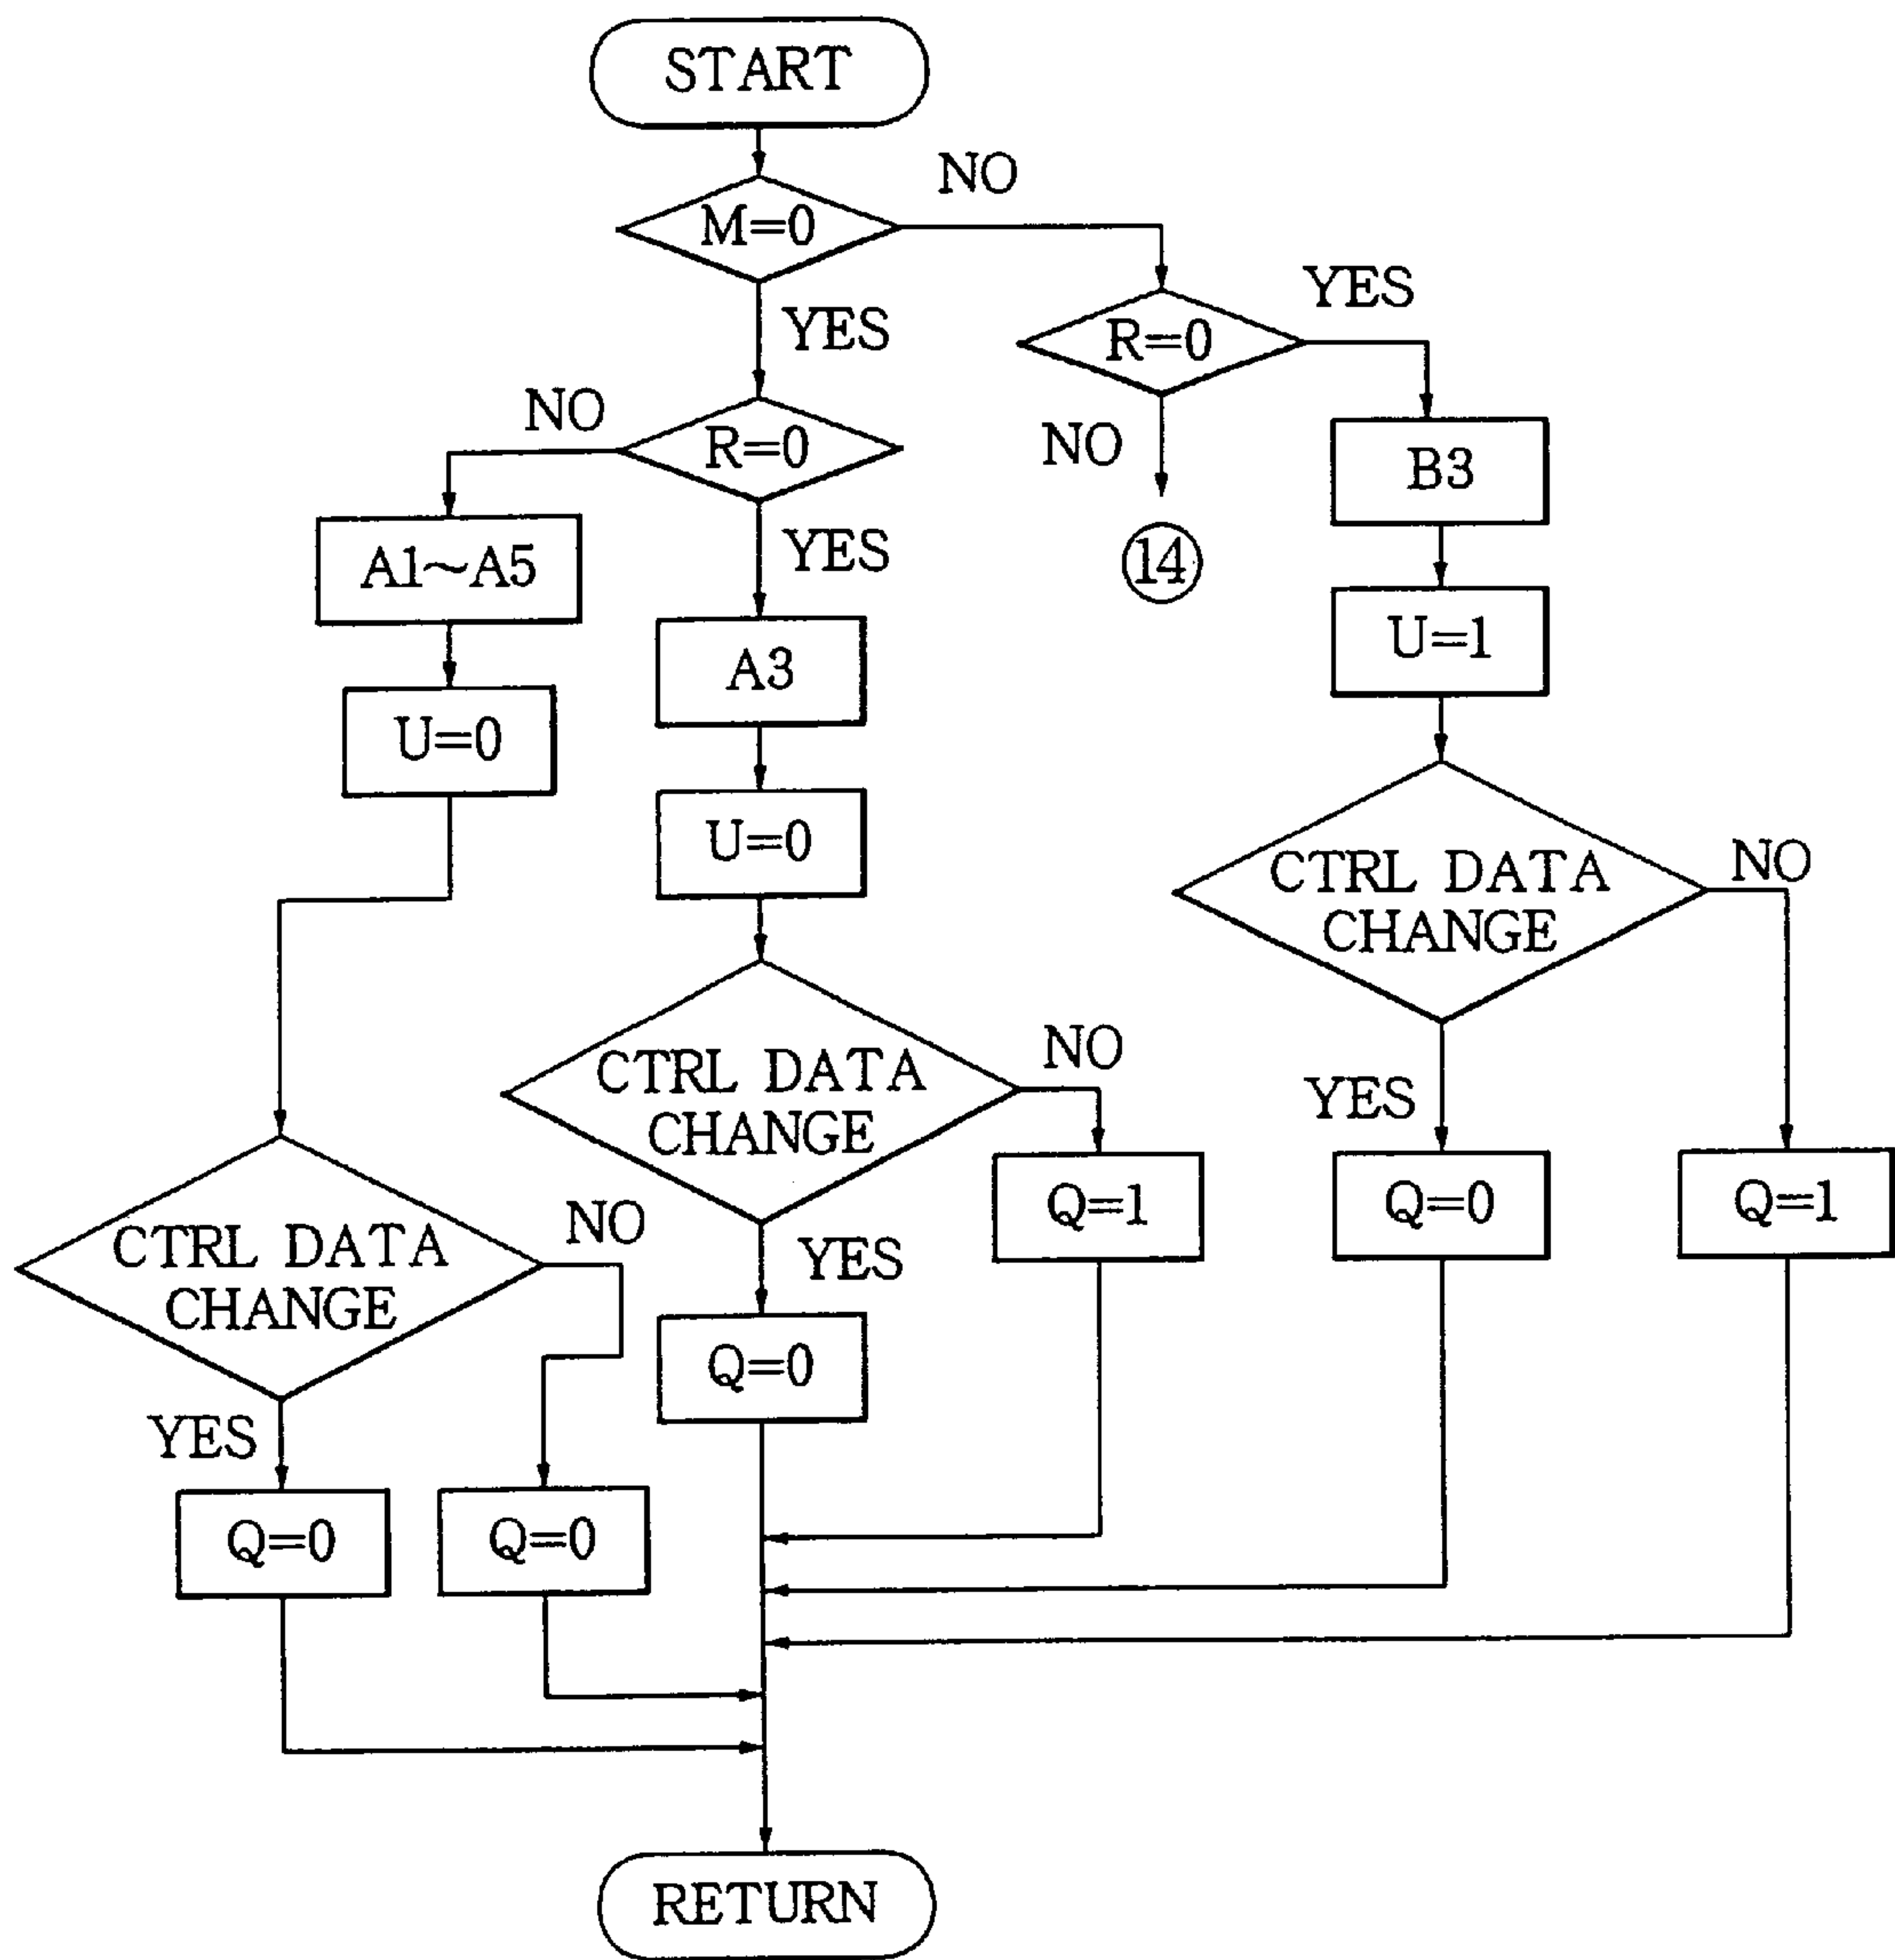 START
NO
M=0
YES
YES
R=0
NO
R=0
NO
B3
A1~A5
YES
14
U=1
A3
U=0
U=0
CTRL DATA
CHANGE
NO
CTRL DATA
CHANGE
NO
YES
Q=1
Q=0
Q=1
CTRL DATA
CHANGE
NO
YES
Q=0
YES
Q=0
Q=0
RETURN